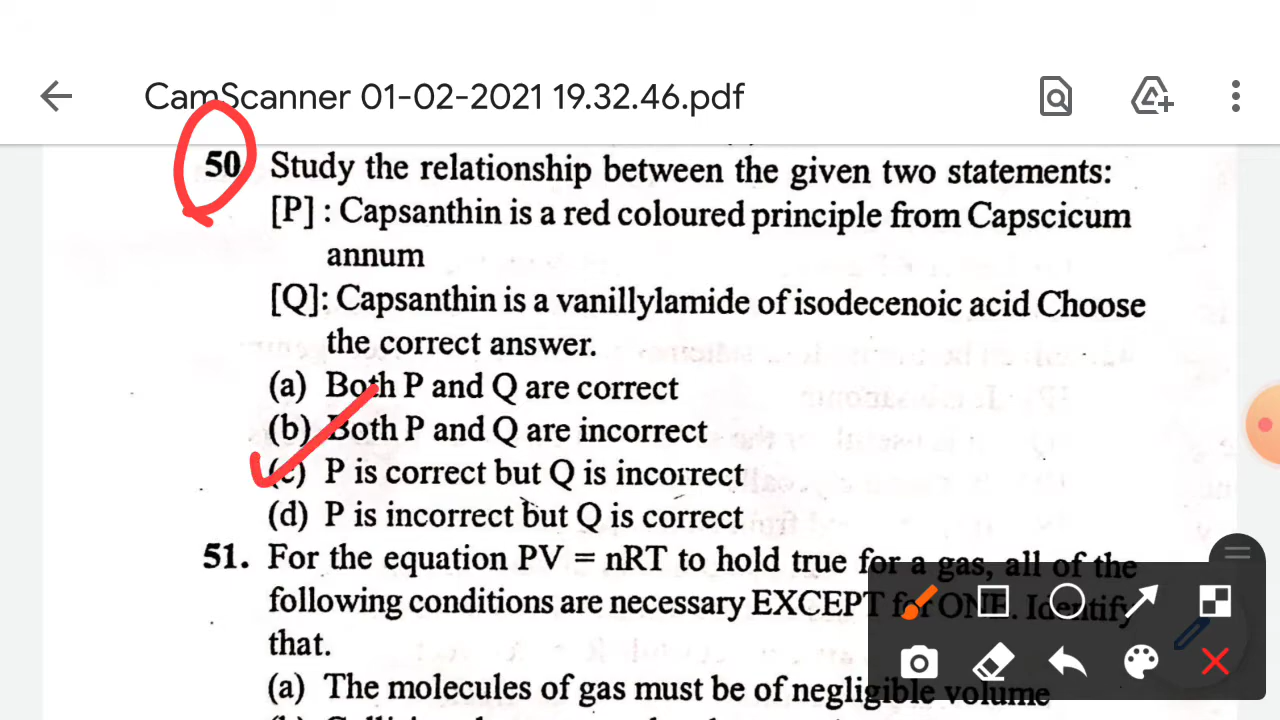 CamScanner 01-02-2021 19.32.46.pdf
50 Study the relationship between the given two statements:
[P] : Capsanthin is a red coloured principle from Capscicum
annum
[Q]: Capsanthin is a vanillylamide of isodecenoic acid Choose
the correct answer.
(a) Both P and Q are correct
(b) Both P and Q are incorrect
(c) P is correct but Q is incorrect
(d) P is incorrect but Q is correct
51. For the equation PV = nRT to hold true for a gas, all of the
following conditions are necessary EXCEPT for ONE. Identify
that.
(a) The molecules of gas must be of negligible volume